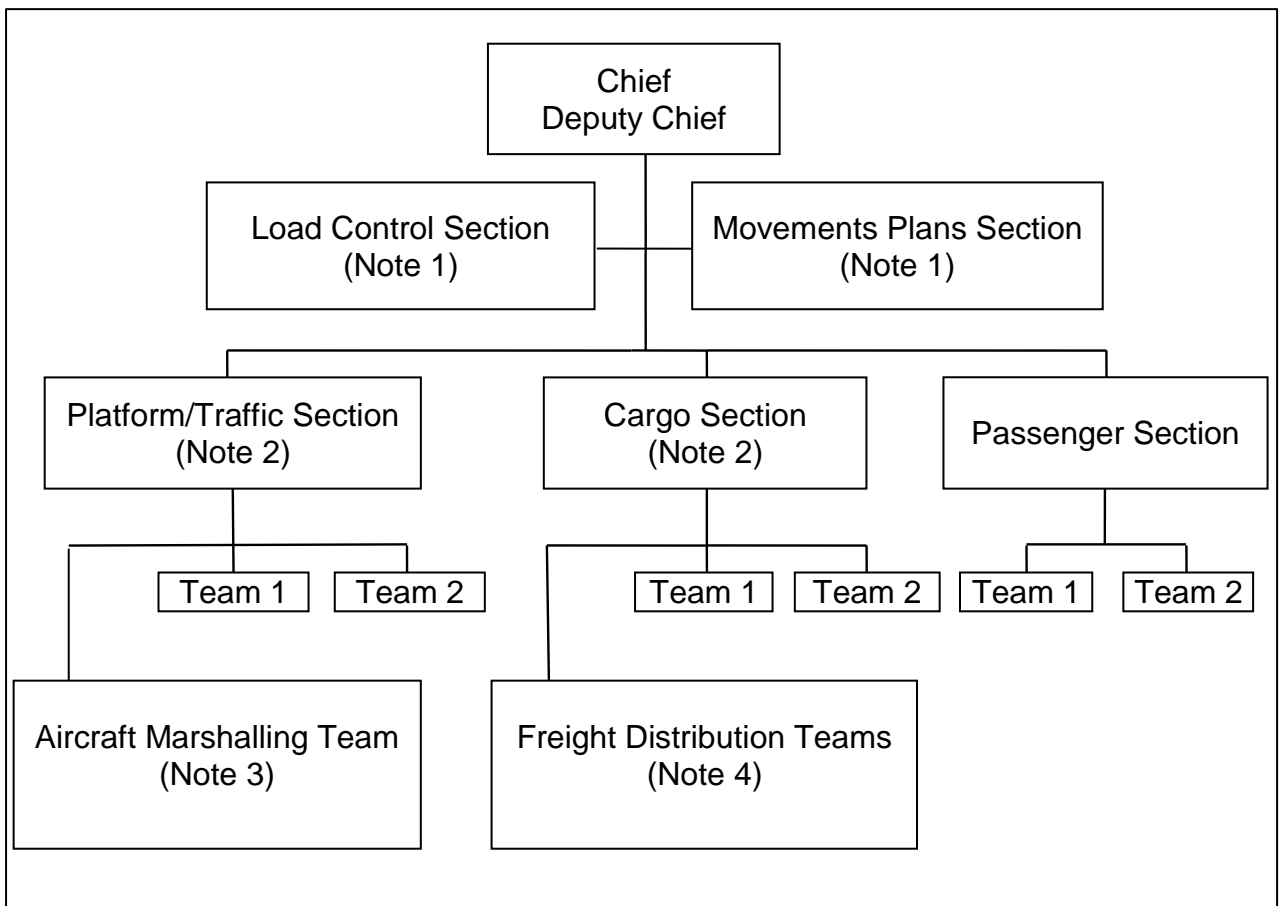 Chief
Deputy Chief
Load Control Section
(Note 1)
Movements Plans Section
(Note 1)
Platform/Traffic Section
(Note 2)
Cargo Section
(Note 2)
Passenger Section
Team 1
Team 2
Team 1
Team 2
Team 1
Team 2
Aircraft Marshalling Team
(Note 3)
Freight Distribution Teams
(Note 4)